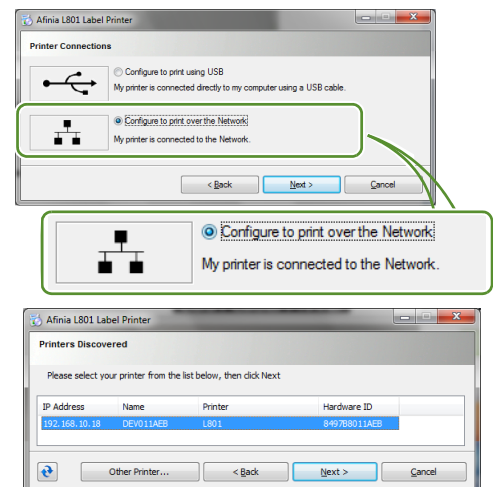 Afinia L801 Label Printer
Printer Connections
Configure to print using USB
My printer is connected directly to my computer using a USB cable.
Configure to print over the Network
My printer is connected to the Network.
< Back Next > Cancel
Configure to print over the Network
My printer is connected to the Network.
Afinia L801 Label Printer
Printers Discovered
Please select your printer from the list below, then click Next
IP Address Name Printer Hardware ID
192.168.10.18 DEV011AEB L801 8497B8011AEB
Other Printer... < Back Next > Cancel